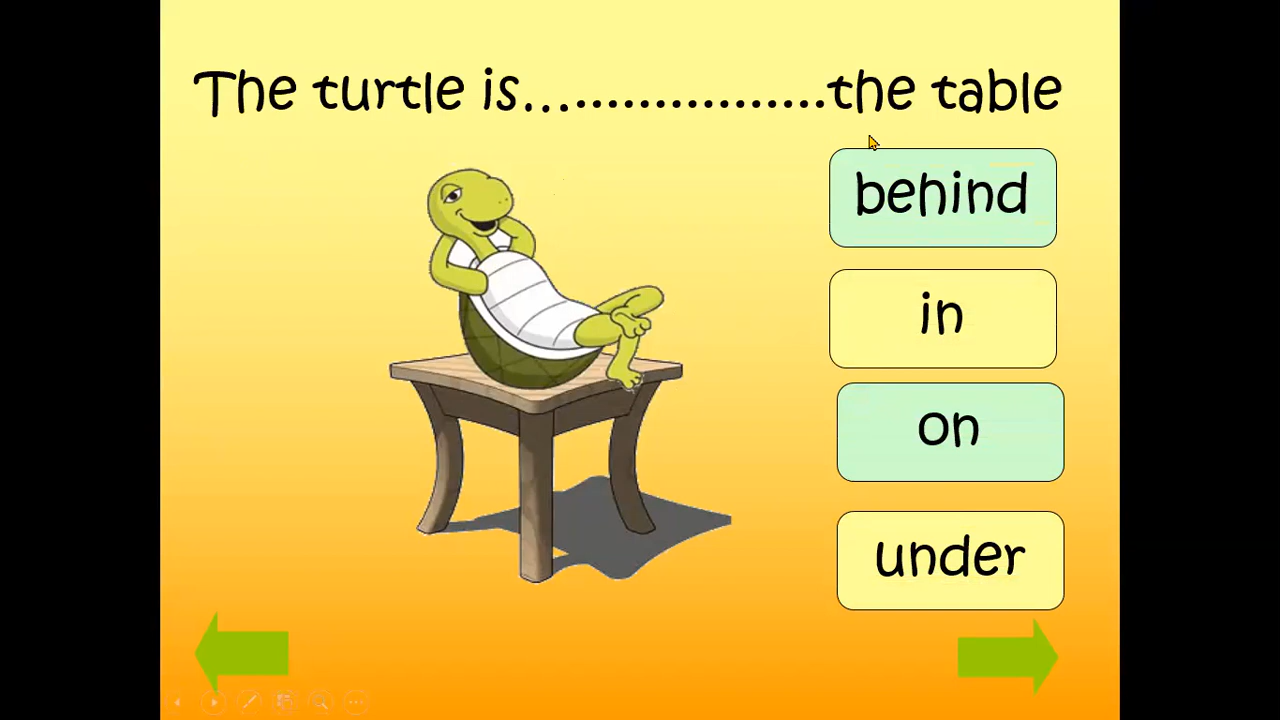 The turtle is...................the table
behind
in
on
under